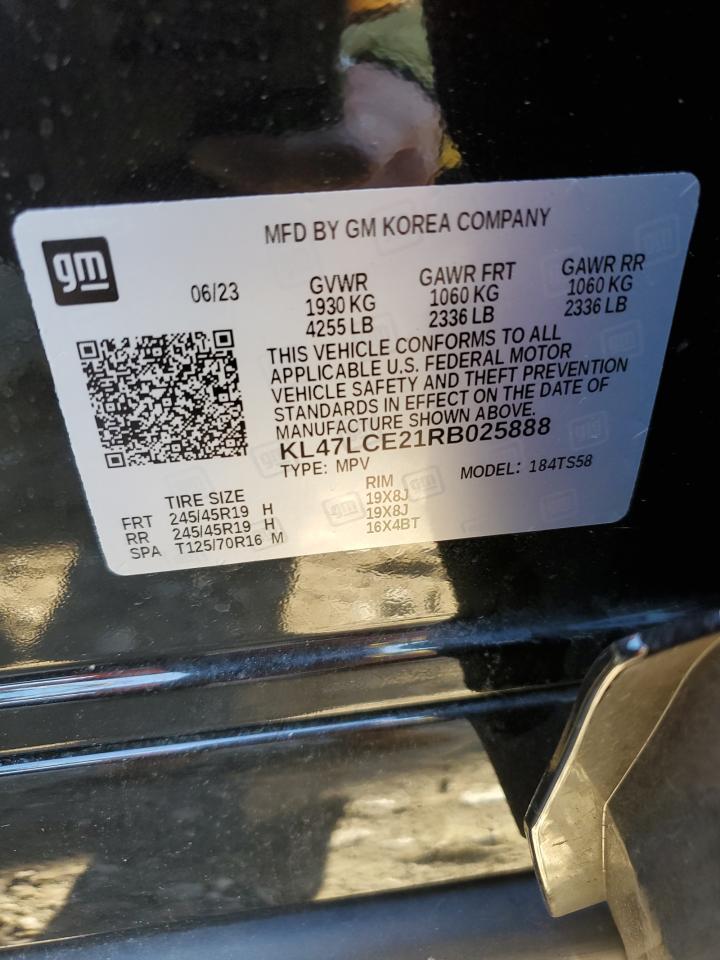 MFD BY GM KOREA COMPANY
gm
06/23
GVWR
1930 KG
4255 LB
GAWR FRT
1060 KG
2336 LB
GAWR RR
1060 KG
2336 LB
THIS VEHICLE CONFORMS TO ALL
APPLICABLE U.S. FEDERAL MOTOR
VEHICLE SAFETY AND THEFT PREVENTION
STANDARDS IN EFFECT ON THE DATE OF
MANUFACTURE SHOWN ABOVE.
KL47LCE21RB025888
TYPE: MPV
MODEL: 184TS58
TIRE SIZE
RIM
FRT 245/45R19 H 19X8J
RR 245/45R19 H 19X8J
SPA T125/70R16 M 16X4BT